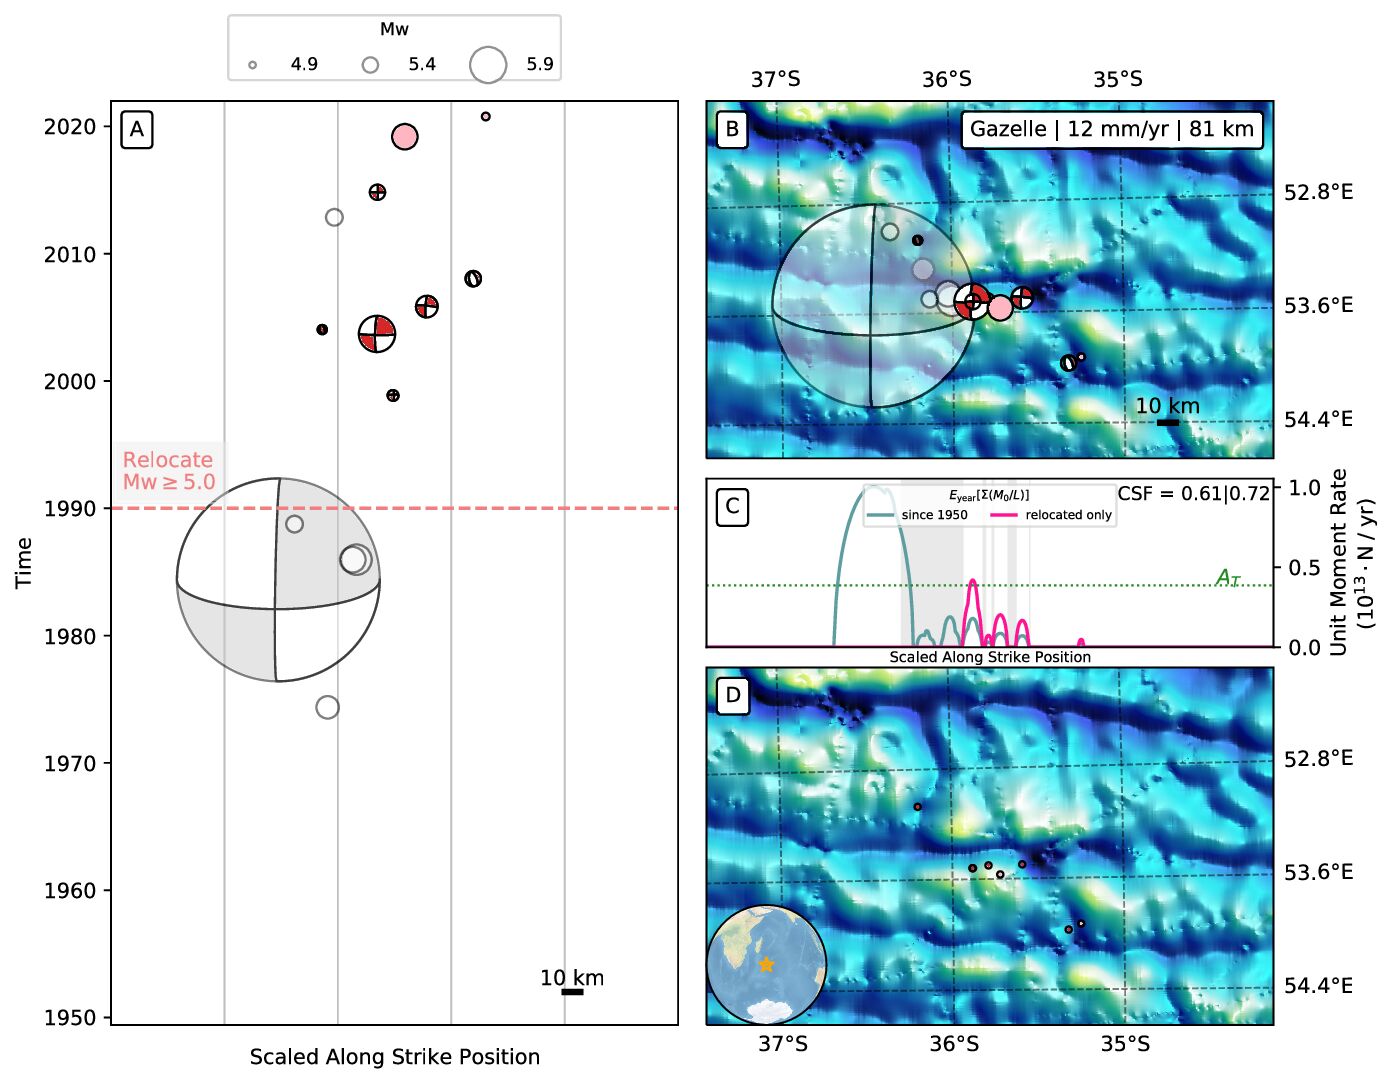 Mw
4.9 5.4 5.9
A
2020
2010
2000
1990
1980
1970
1960
1950
Time
Relocate
Mw ≥ 5.0
10 km
Scaled Along Strike Position
37°S 36°S 35°S
B
Gazelle | 12 mm/yr | 81 km
52.8°E
53.6°E
54.4°E
10 km
C
E_year[Σ(M₀/L)]
since 1950 relocated only
CSF = 0.61|0.72
A_T
1.0
0.5
0.0
Unit Moment Rate
(10¹³ · N / yr)
Scaled Along Strike Position
D
52.8°E
53.6°E
54.4°E
37°S 36°S 35°S